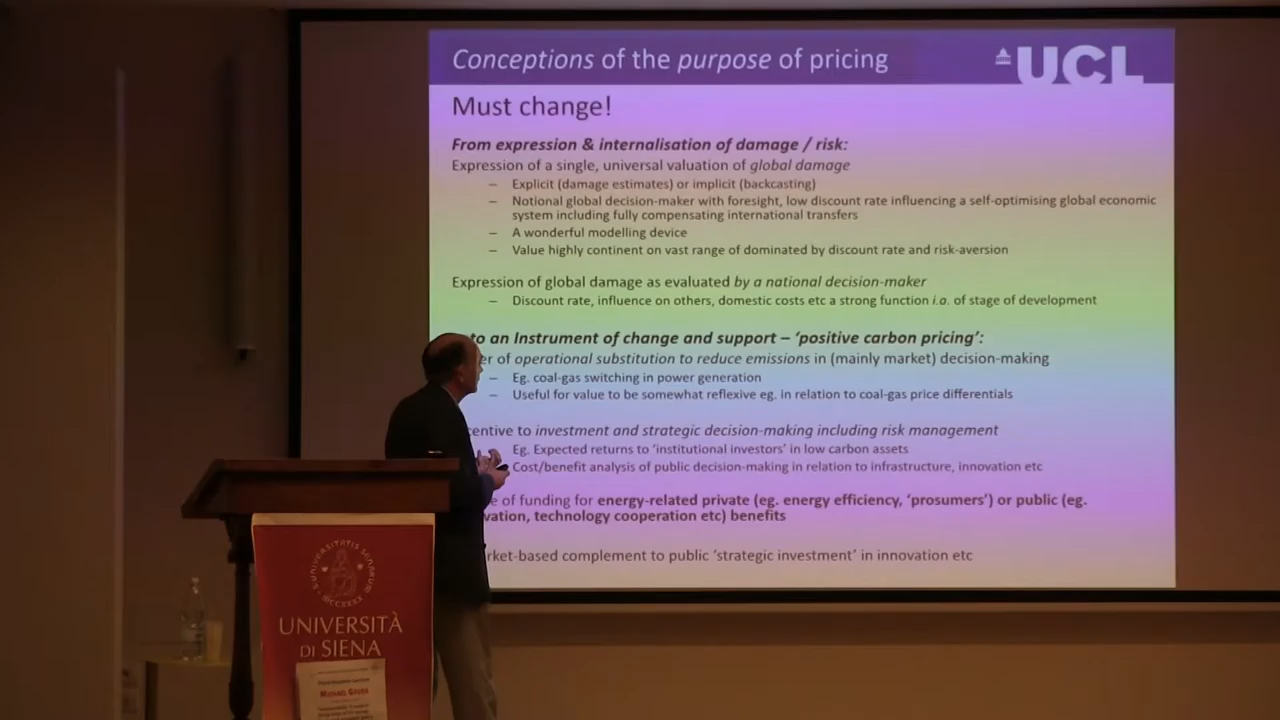 Conceptions of the purpose of pricing
UCL
Must change!
From expression & internalisation of damage / risk:
Expression of a single, universal valuation of global damage
– Explicit (damage estimates) or implicit (backcasting)
– Notional global decision-maker with foresight, low discount rate influencing a self-optimising global economic
system including fully compensating international transfers
– A wonderful modelling device
– Value highly continent on vast range of dominated by discount rate and risk-aversion
Expression of global damage as evaluated by a national decision-maker
– Discount rate, influence on others, domestic costs etc a strong function i.a. of stage of development
to an Instrument of change and support – 'positive carbon pricing':
er of operational substitution to reduce emissions in (mainly market) decision-making
– Eg. coal-gas switching in power generation
– Useful for value to be somewhat reflexive eg. in relation to coal-gas price differentials
centive to investment and strategic decision-making including risk management
Eg. Expected returns to 'institutional investors' in low carbon assets
Cost/benefit analysis of public decision-making in relation to infrastructure, innovation etc
e of funding for energy-related private (eg. energy efficiency, 'prosumers') or public (eg.
vation, technology cooperation etc) benefits
rket-based complement to public 'strategic investment' in innovation etc
UNIVERSITÀ
DI SIENA
MICHAEL GRUBB